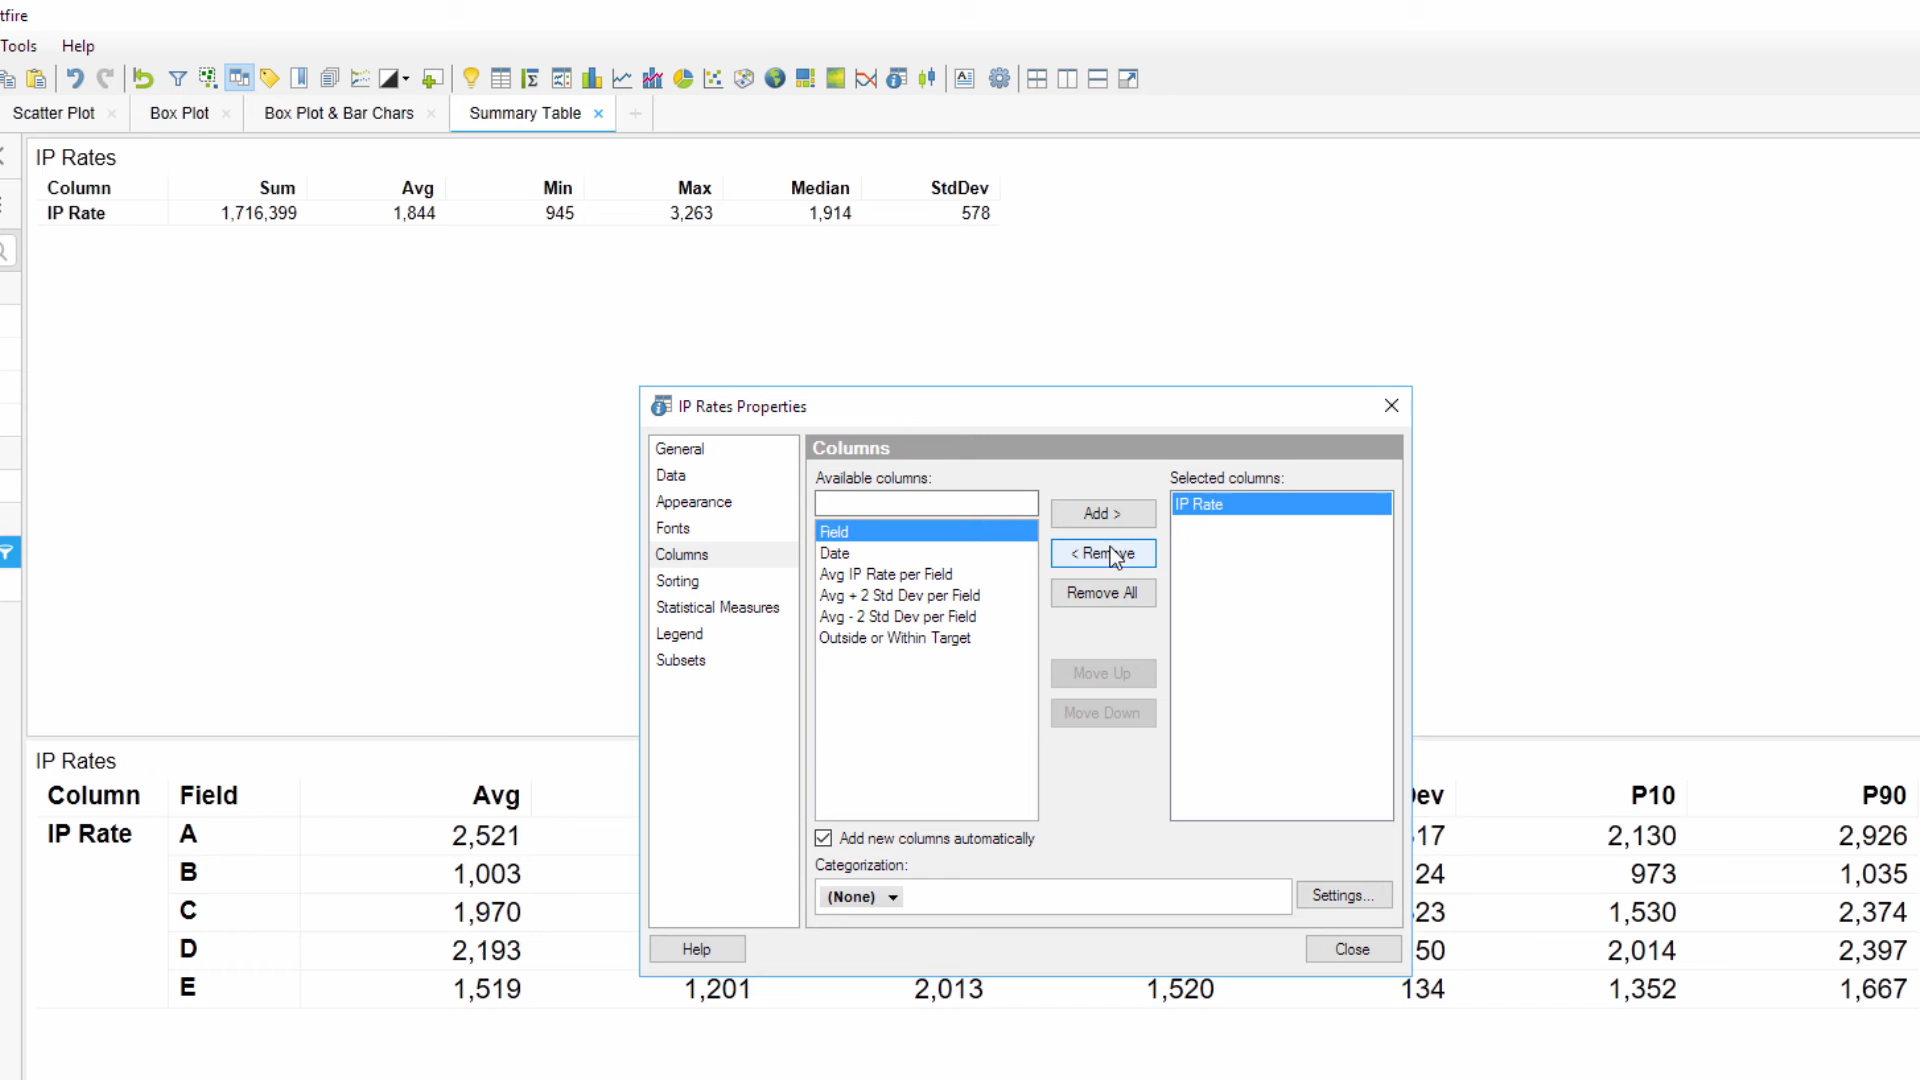 tfire
Tools Help
Scatter Plot Box Plot Box Plot & Bar Chars Summary Table
IP Rates
Column Sum Avg Min Max Median StdDev
IP Rate 1,716,399 1,844 945 3,263 1,914 578
IP Rates Properties
General
Data
Appearance
Fonts
Columns
Sorting
Statistical Measures
Legend
Subsets
Columns
Available columns:
Field
Date
Avg IP Rate per Field
Avg + 2 Std Dev per Field
Avg - 2 Std Dev per Field
Outside or Within Target
Add >
< Remove
Remove All
Move Up
Move Down
Selected columns:
IP Rate
Add new columns automatically
Categorization:
(None)
Settings...
Help Close
IP Rates
Column Field Avg Dev P10 P90
IP Rate A 2,521 17 2,130 2,926
B 1,003 24 973 1,035
C 1,970 23 1,530 2,374
D 2,193 50 2,014 2,397
E 1,519 1,201 2,013 1,520 134 1,352 1,667